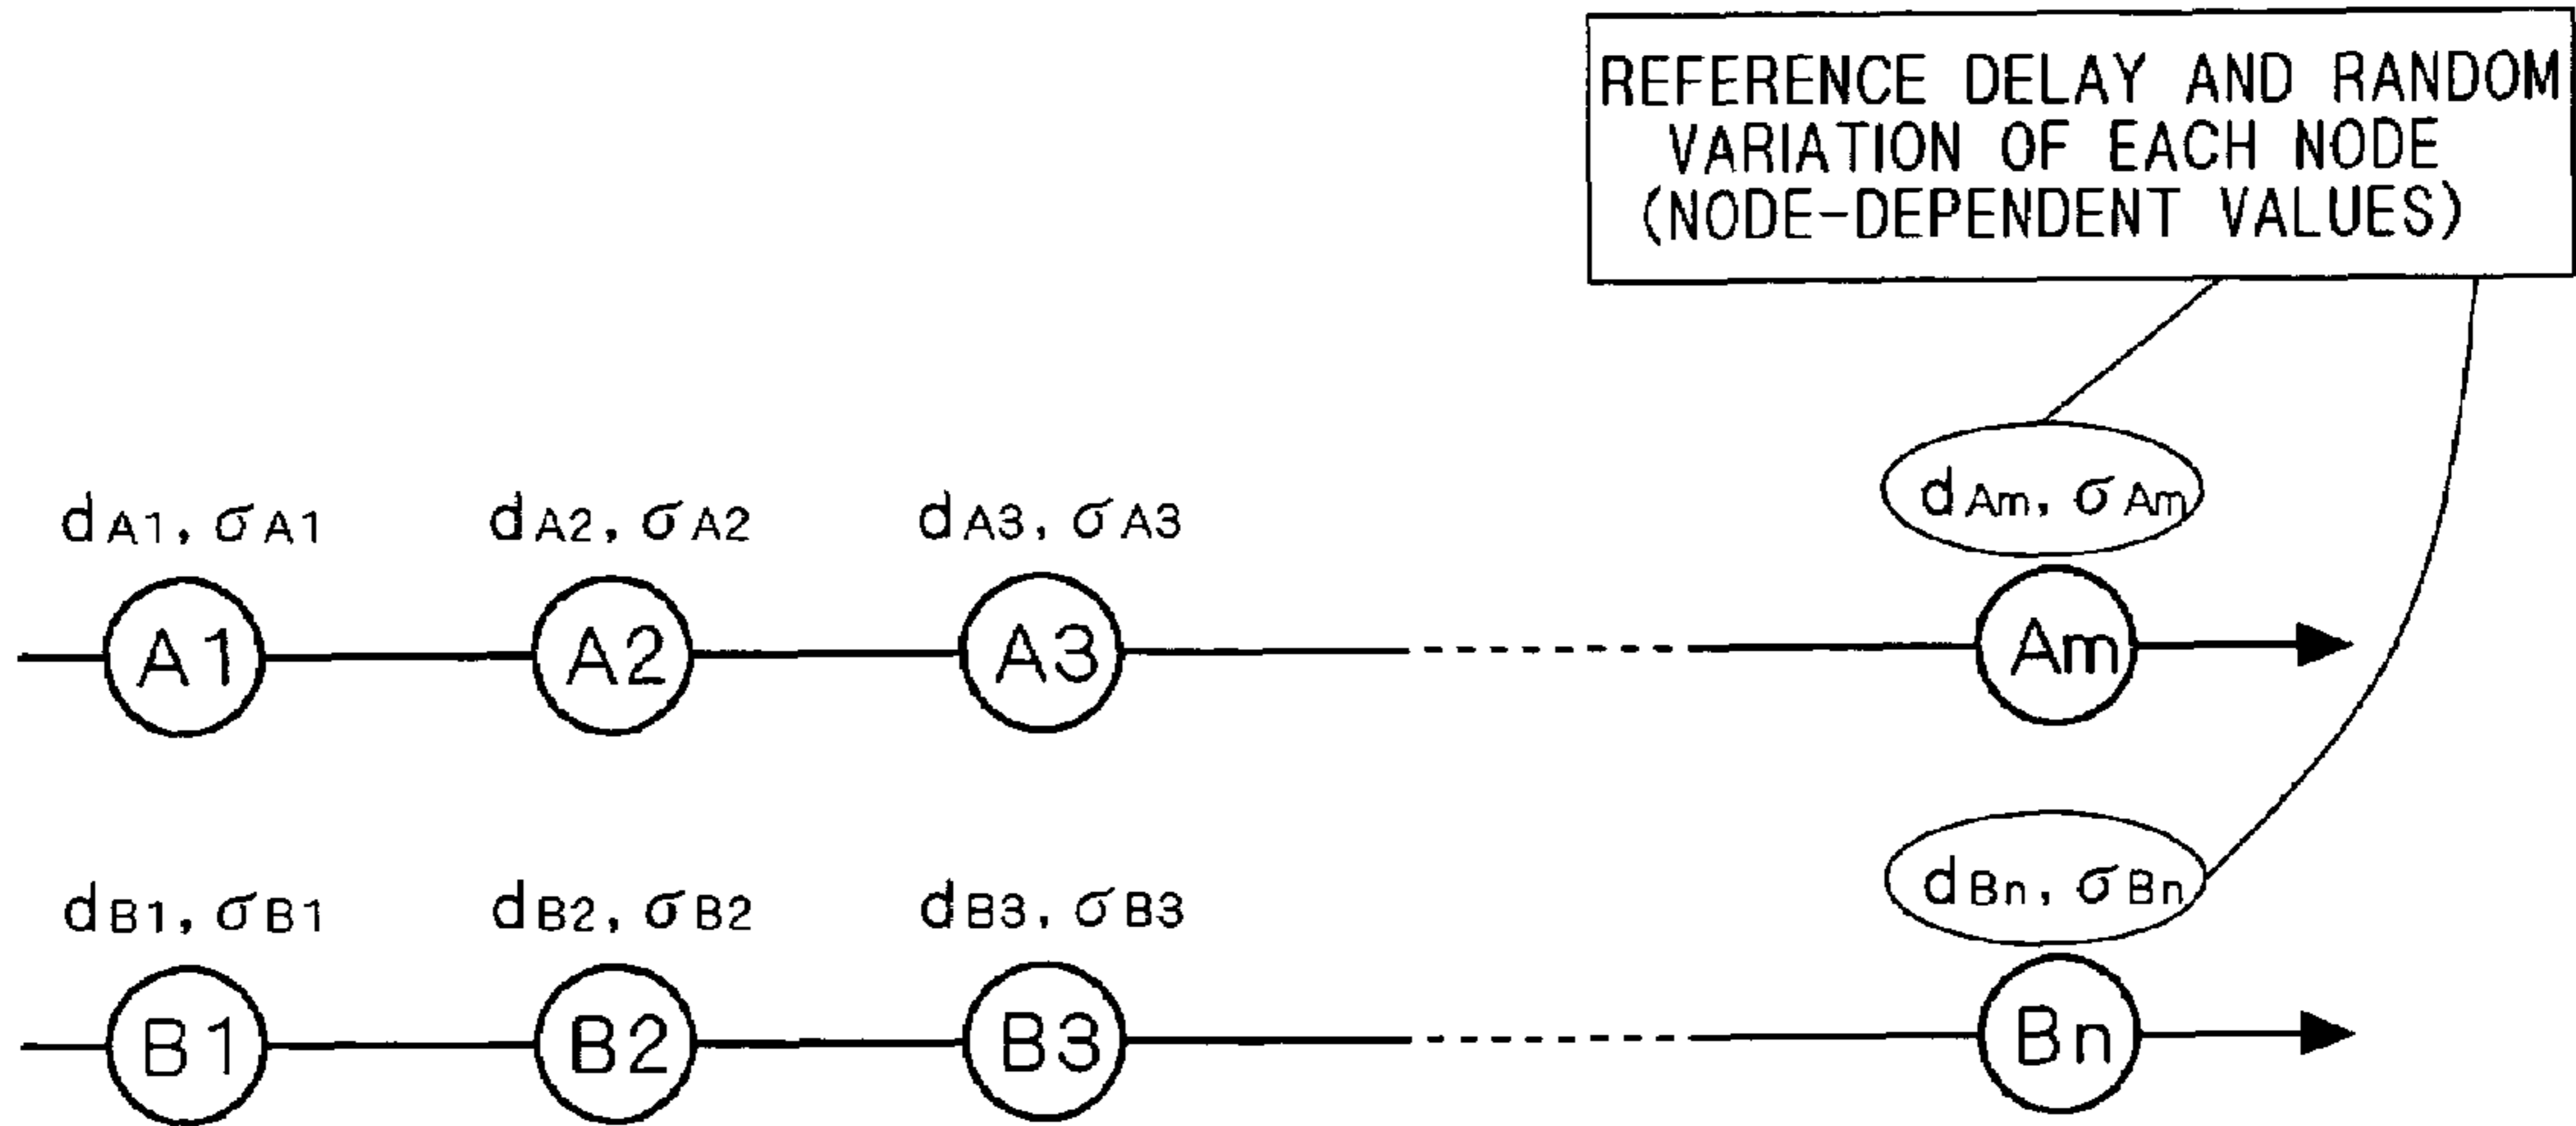 REFERENCE DELAY AND RANDOM
VARIATION OF EACH NODE
(NODE-DEPENDENT VALUES)
dA1, σA1 dA2, σA2 dA3, σA3 dAm, σAm
A1 A2 A3 Am
dB1, σB1 dB2, σB2 dB3, σB3 dBn, σBn
B1 B2 B3 Bn